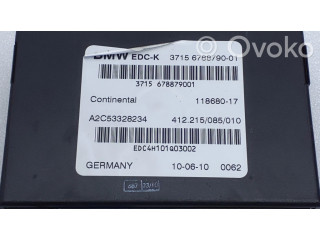 Ovoko
BMW EDC-K 3715 6788790-01
3715 678879001
Continental 118680-17
A2C53328234 412.215/085/010
EDC4H101Q03002
GERMANY 10-06-10 0062